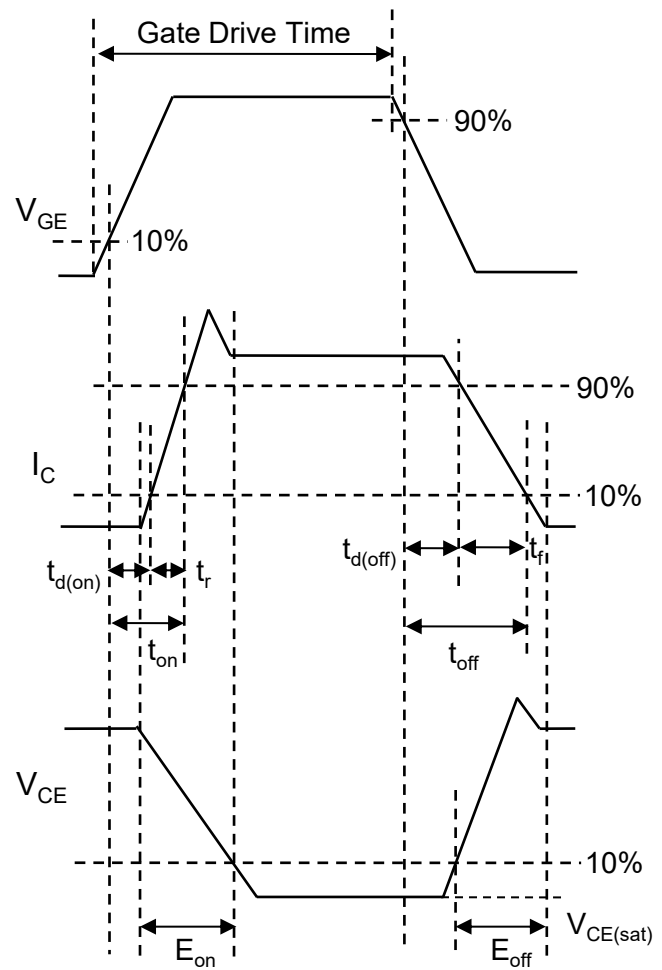 Gate Drive Time
90%
V_GE
10%
90%
I_C
10%
t_d(on)
t_r
t_d(off)
t_f
t_on
t_off
V_CE
10%
V_CE(sat)
E_on
E_off